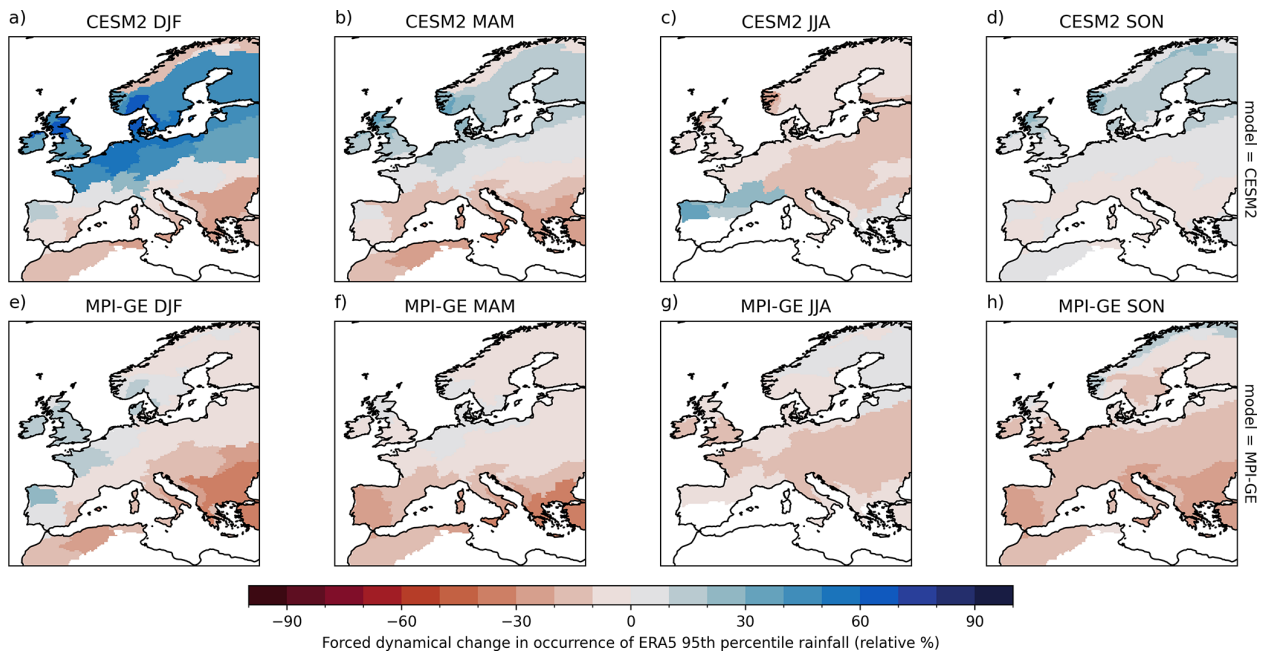 a) CESM2 DJF
b) CESM2 MAM
c) CESM2 JJA
d) CESM2 SON
model = CESM2
e) MPI-GE DJF
f) MPI-GE MAM
g) MPI-GE JJA
h) MPI-GE SON
model = MPI-GE
−90 −60 −30 0 30 60 90
Forced dynamical change in occurrence of ERA5 95th percentile rainfall (relative %)